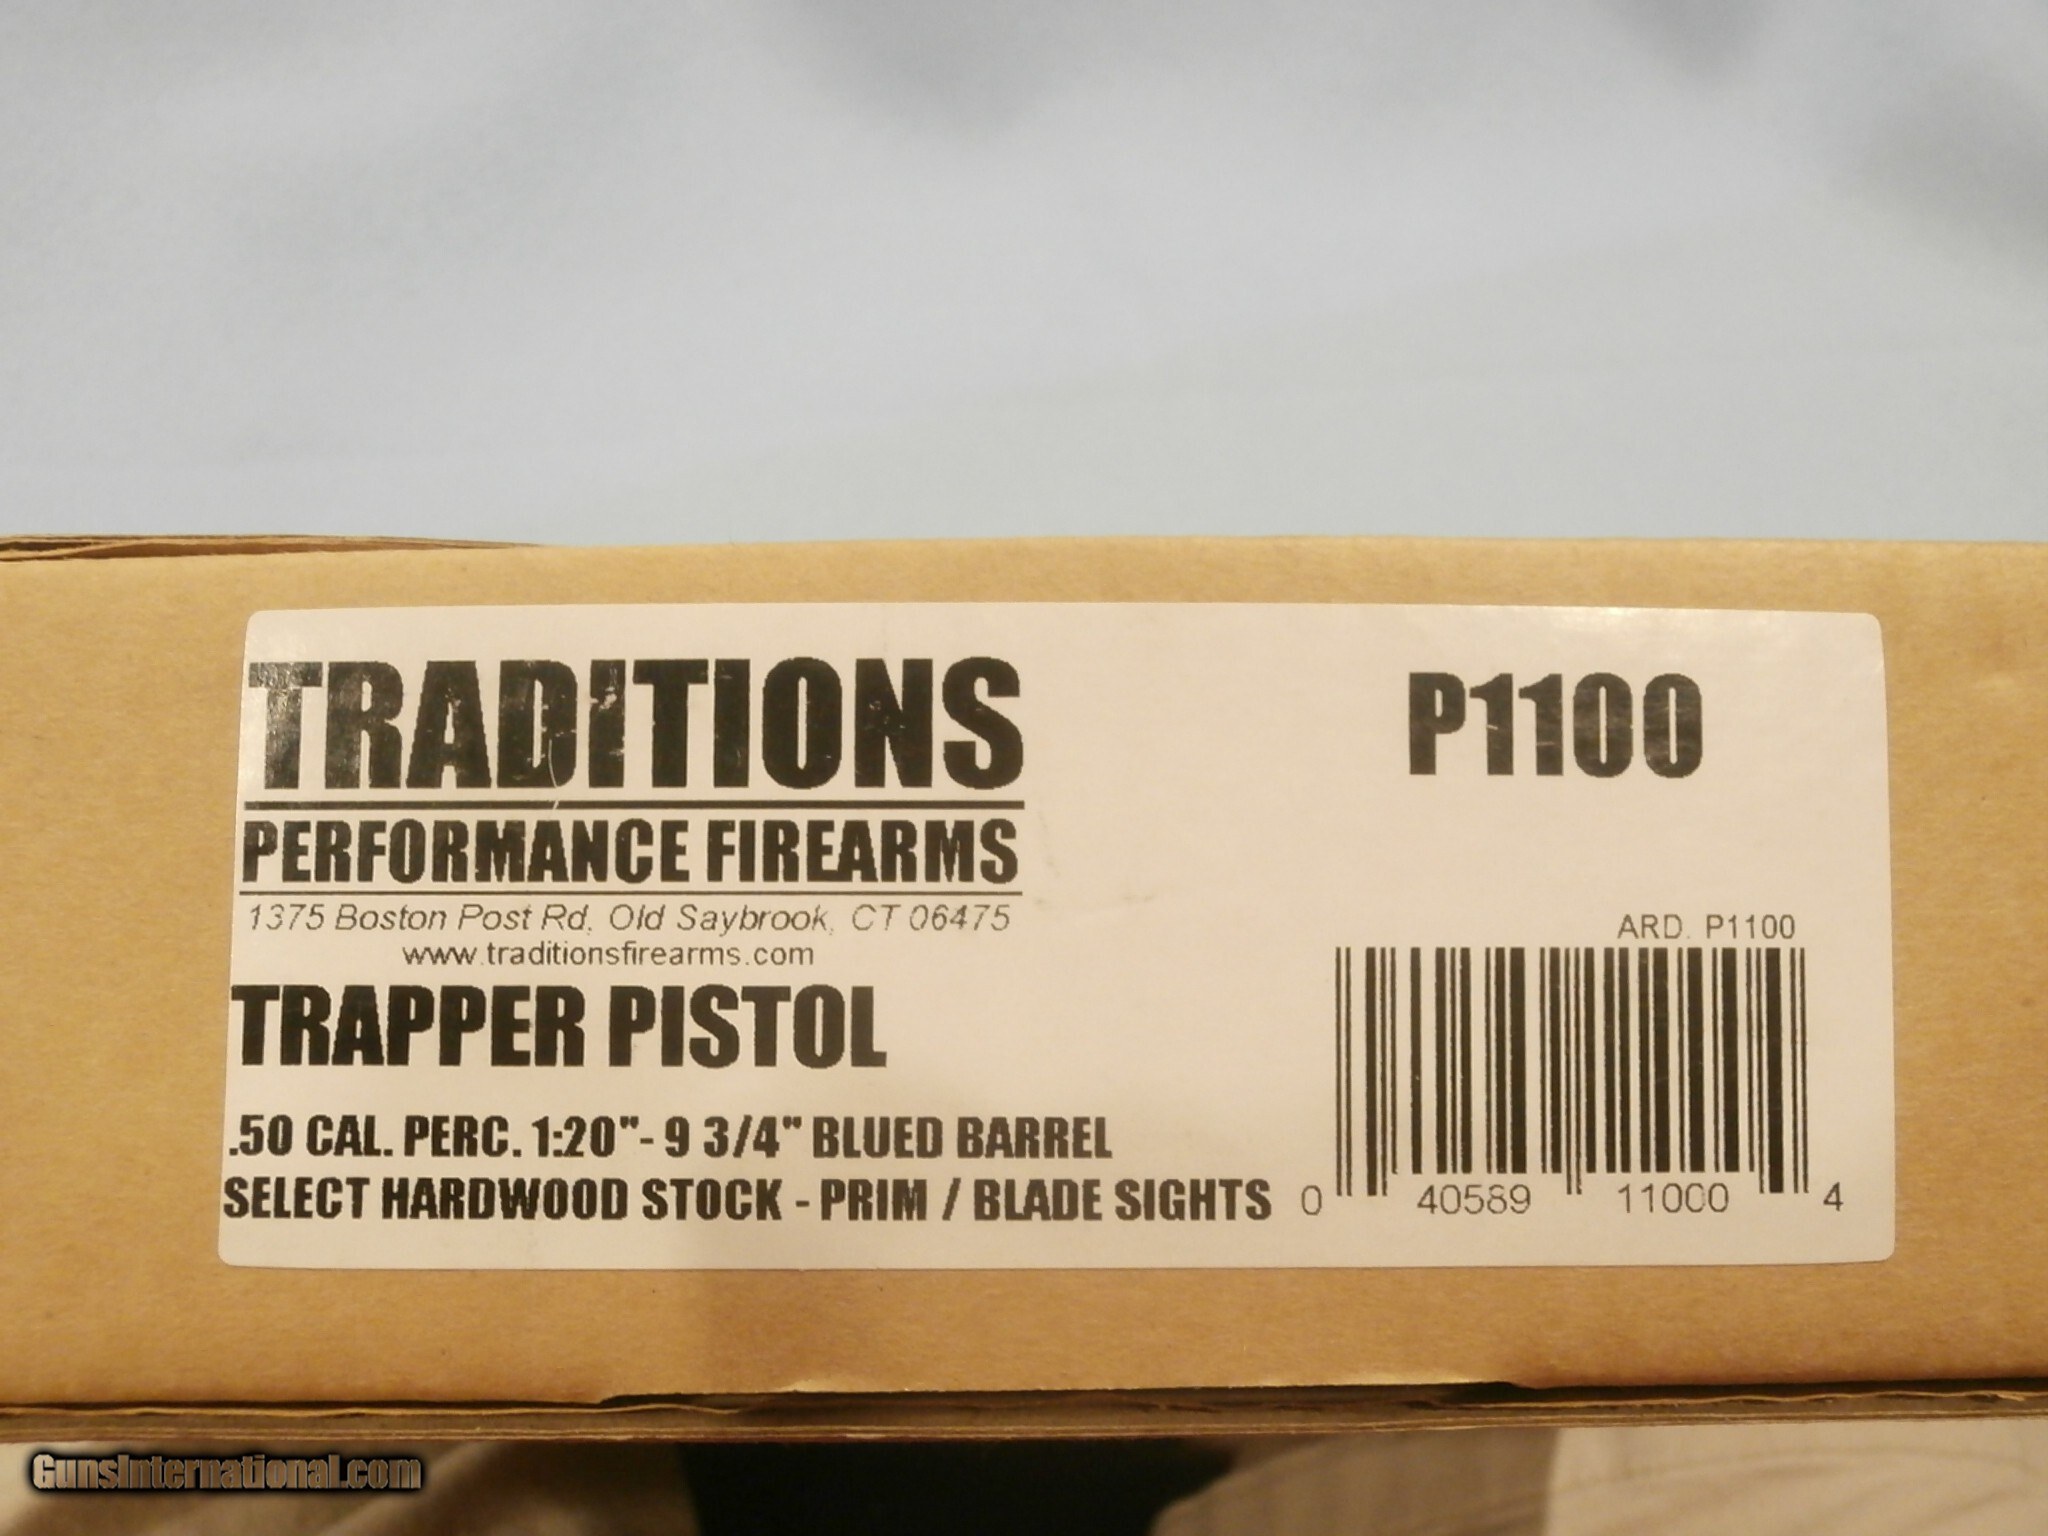 TRADITIONS
PERFORMANCE FIREARMS
1375 Boston Post Rd, Old Saybrook, CT 06475
www.traditionsfirearms.com
TRAPPER PISTOL
.50 CAL. PERC. 1:20"- 9 3/4" BLUED BARREL
SELECT HARDWOOD STOCK - PRIM / BLADE SIGHTS
P1100
ARD. P1100
0 40589 11000 4
GunsInternational.com